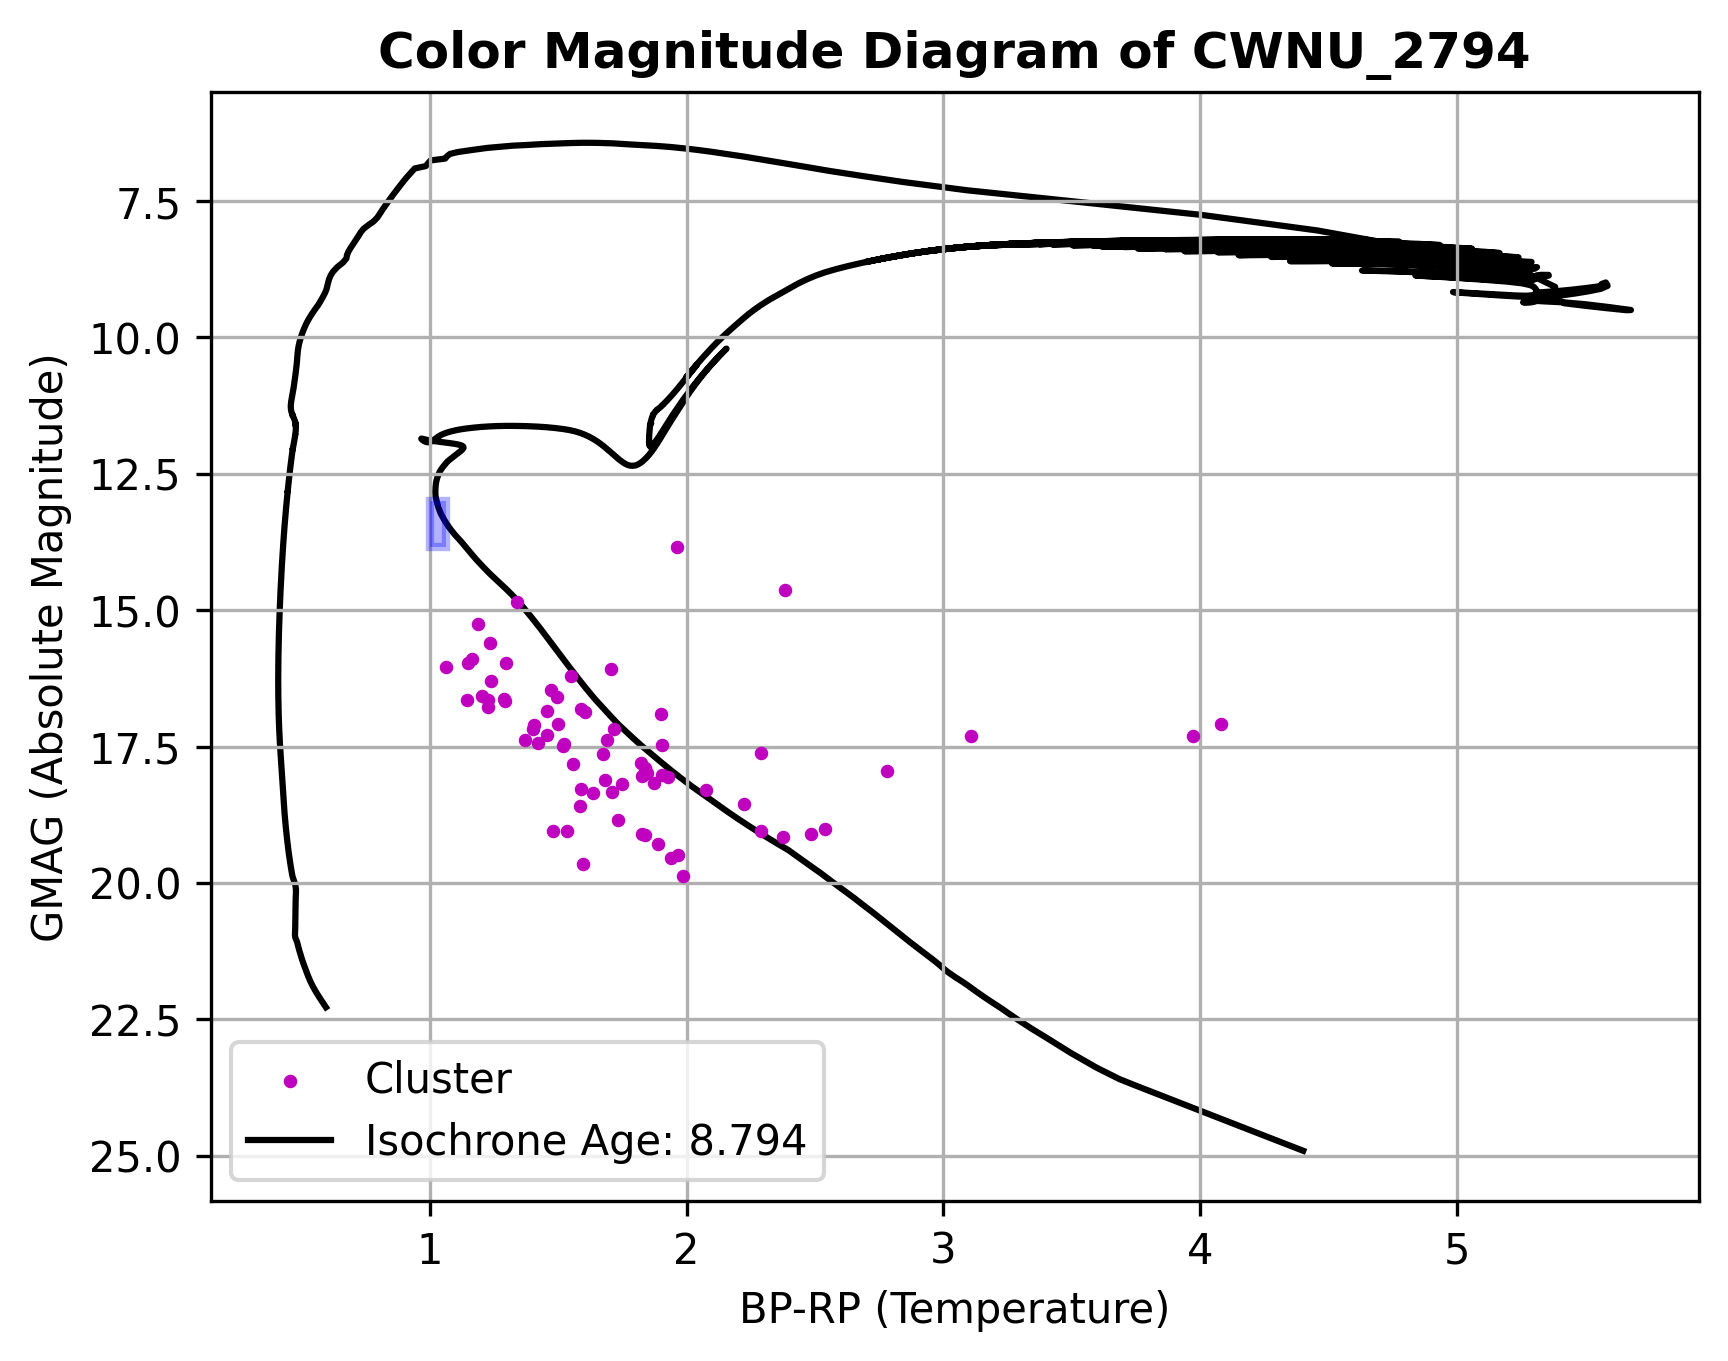 Color Magnitude Diagram of CWNU_2794
GMAG (Absolute Magnitude)
7.5
10.0
12.5
15.0
17.5
20.0
22.5
25.0
Cluster
Isochrone Age: 8.794
1 2 3 4 5
BP-RP (Temperature)